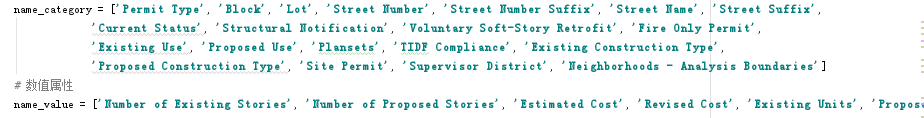 name_category = ['Permit Type', 'Block', 'Lot', 'Street Number', 'Street Number Suffix', 'Street Name', 'Street Suffix',
'Current Status', 'Structural Notification', 'Voluntary Soft-Story Retrofit', 'Fire Only Permit',
'Existing Use', 'Proposed Use', 'Plansets', 'TIDF Compliance', 'Existing Construction Type',
'Proposed Construction Type', 'Site Permit', 'Supervisor District', 'Neighborhoods - Analysis Boundaries']
# 数值属性
name_value = ['Number of Existing Stories', 'Number of Proposed Stories', 'Estimated Cost', 'Revised Cost', 'Existing Units',